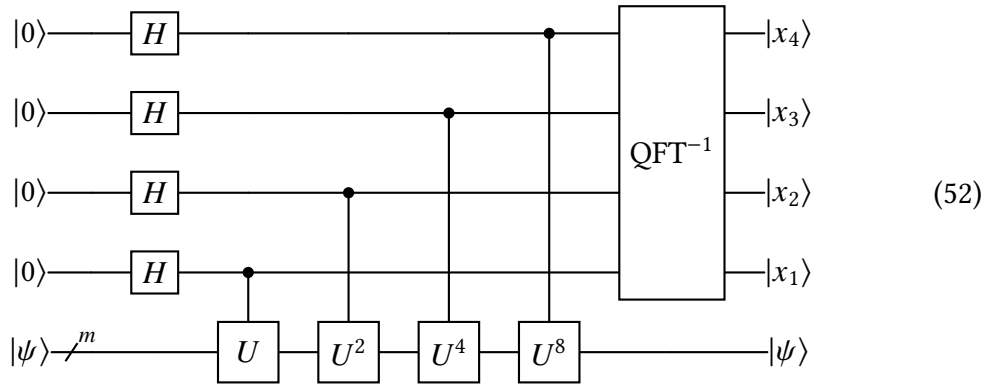 |0⟩ H |x₄⟩
|0⟩ H |x₃⟩
QFT⁻¹
|0⟩ H |x₂⟩ (52)
|0⟩ H |x₁⟩
|ψ⟩ m U U² U⁴ U⁸ |ψ⟩